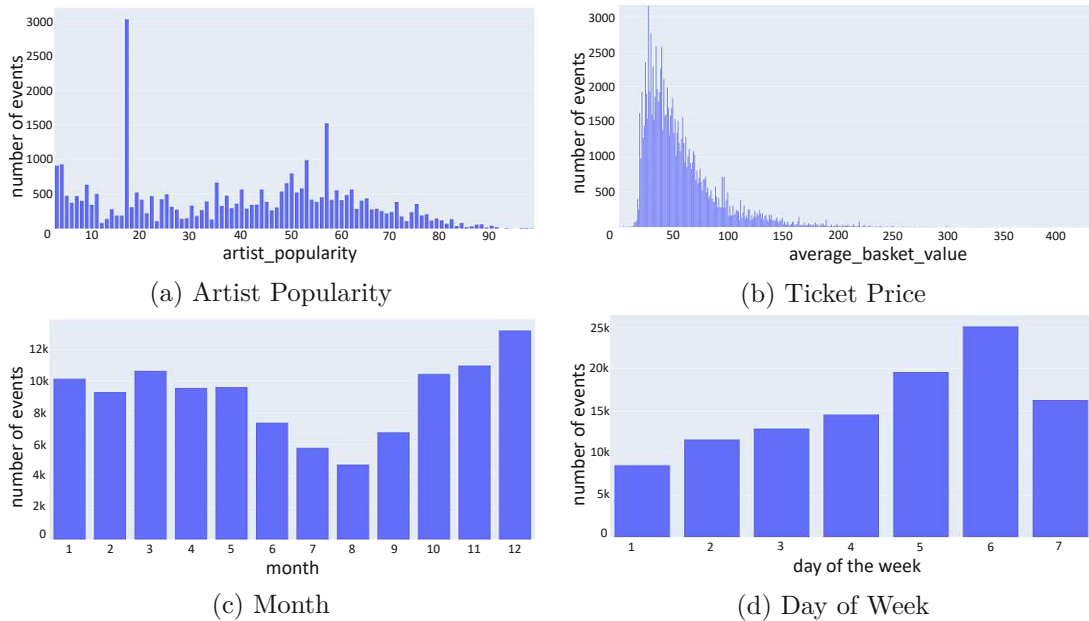 number of events
3000
2500
2000
1500
1000
500
0 10 20 30 40 50 60 70 80 90
artist_popularity
(a) Artist Popularity
number of events
3000
2500
2000
1500
1000
500
0 50 100 150 200 250 300 350 400
average_basket_value
(b) Ticket Price
number of events
12k
10k
8k
6k
4k
2k
0
1 2 3 4 5 6 7 8 9 10 11 12
month
(c) Month
number of events
25k
20k
15k
10k
5k
0
1 2 3 4 5 6 7
day of the week
(d) Day of Week